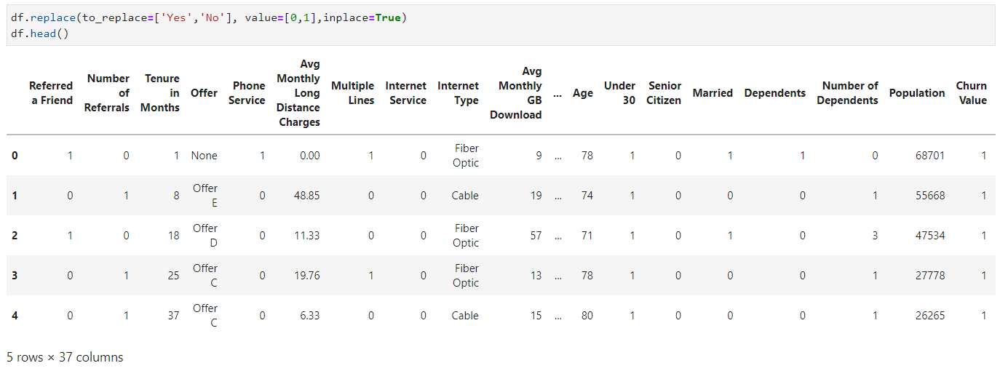 df.replace(to_replace=['Yes','No'], value=[0,1],inplace=True)
df.head()
Referred a Friend Number of Referrals Tenure in Months Offer Phone Service Avg Monthly Long Distance Charges Multiple Lines Internet Service Internet Type Avg Monthly GB Download ... Age Under 30 Senior Citizen Married Dependents Number of Dependents Population Churn Value
0 1 0 1 None 1 0.00 1 0 Fiber Optic 9 ... 78 1 0 1 1 0 68701 1
1 0 1 8 Offer E 0 48.85 0 0 Cable 19 ... 74 1 0 0 0 1 55668 1
2 1 0 18 Offer D 0 11.33 0 0 Fiber Optic 57 ... 71 1 0 1 0 3 47534 1
3 0 1 25 Offer C 0 19.76 1 0 Fiber Optic 13 ... 78 1 0 0 0 1 27778 1
4 0 1 37 Offer C 0 6.33 0 0 Cable 15 ... 80 1 0 0 0 1 26265 1
5 rows × 37 columns